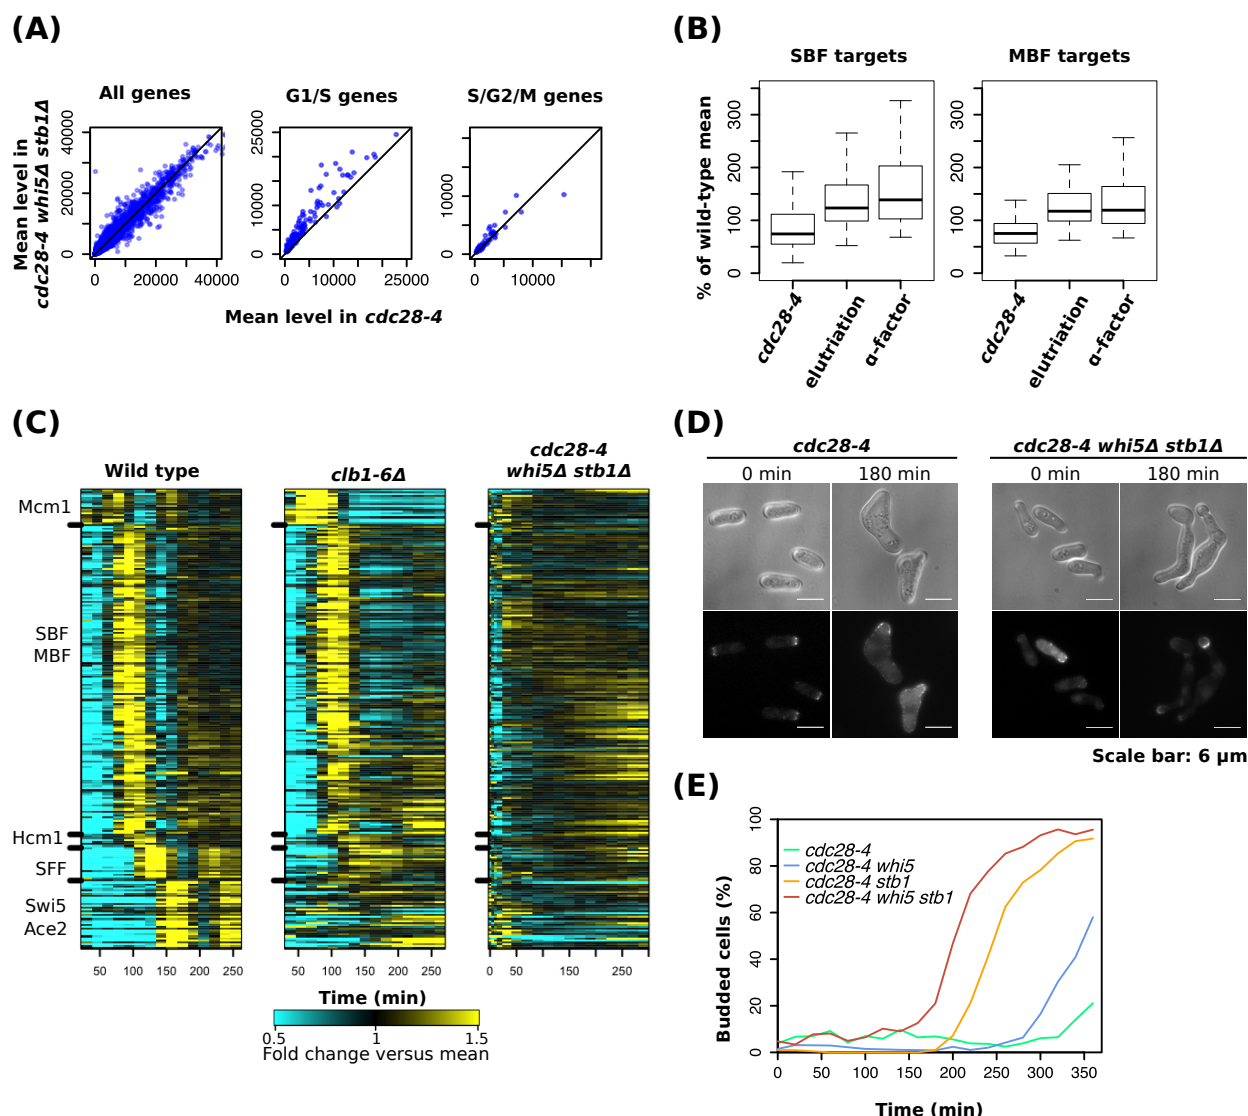 (A)
All genes
G1/S genes
S/G2/M genes
Mean level in
cdc28-4 whi5Δ stb1Δ
0 20000 40000
0 10000 20000 40000
0 10000 25000
0 10000 25000
0 10000
0 10000
Mean level in cdc28-4
(B)
SBF targets
MBF targets
% of wild-type mean
0 100 200 300
0 100 200 300
cdc28-4
elutriation
α-factor
cdc28-4
elutriation
α-factor
(C)
Wild type
clb1-6Δ
cdc28-4
whi5Δ stb1Δ
Mcm1
SBF
MBF
Hcm1
SFF
Swi5
Ace2
50 100 150 200 250
50 100 150 200 250
0 50 100 200 300
Time (min)
0.5 1 1.5
Fold change versus mean
(D)
cdc28-4
cdc28-4 whi5Δ stb1Δ
0 min
180 min
0 min
180 min
Scale bar: 6 µm
(E)
Budded cells (%)
100
80
60
40
20
0
cdc28-4
cdc28-4 whi5
cdc28-4 stb1
cdc28-4 whi5 stb1
0 50 100 150 200 250 300 350
Time (min)